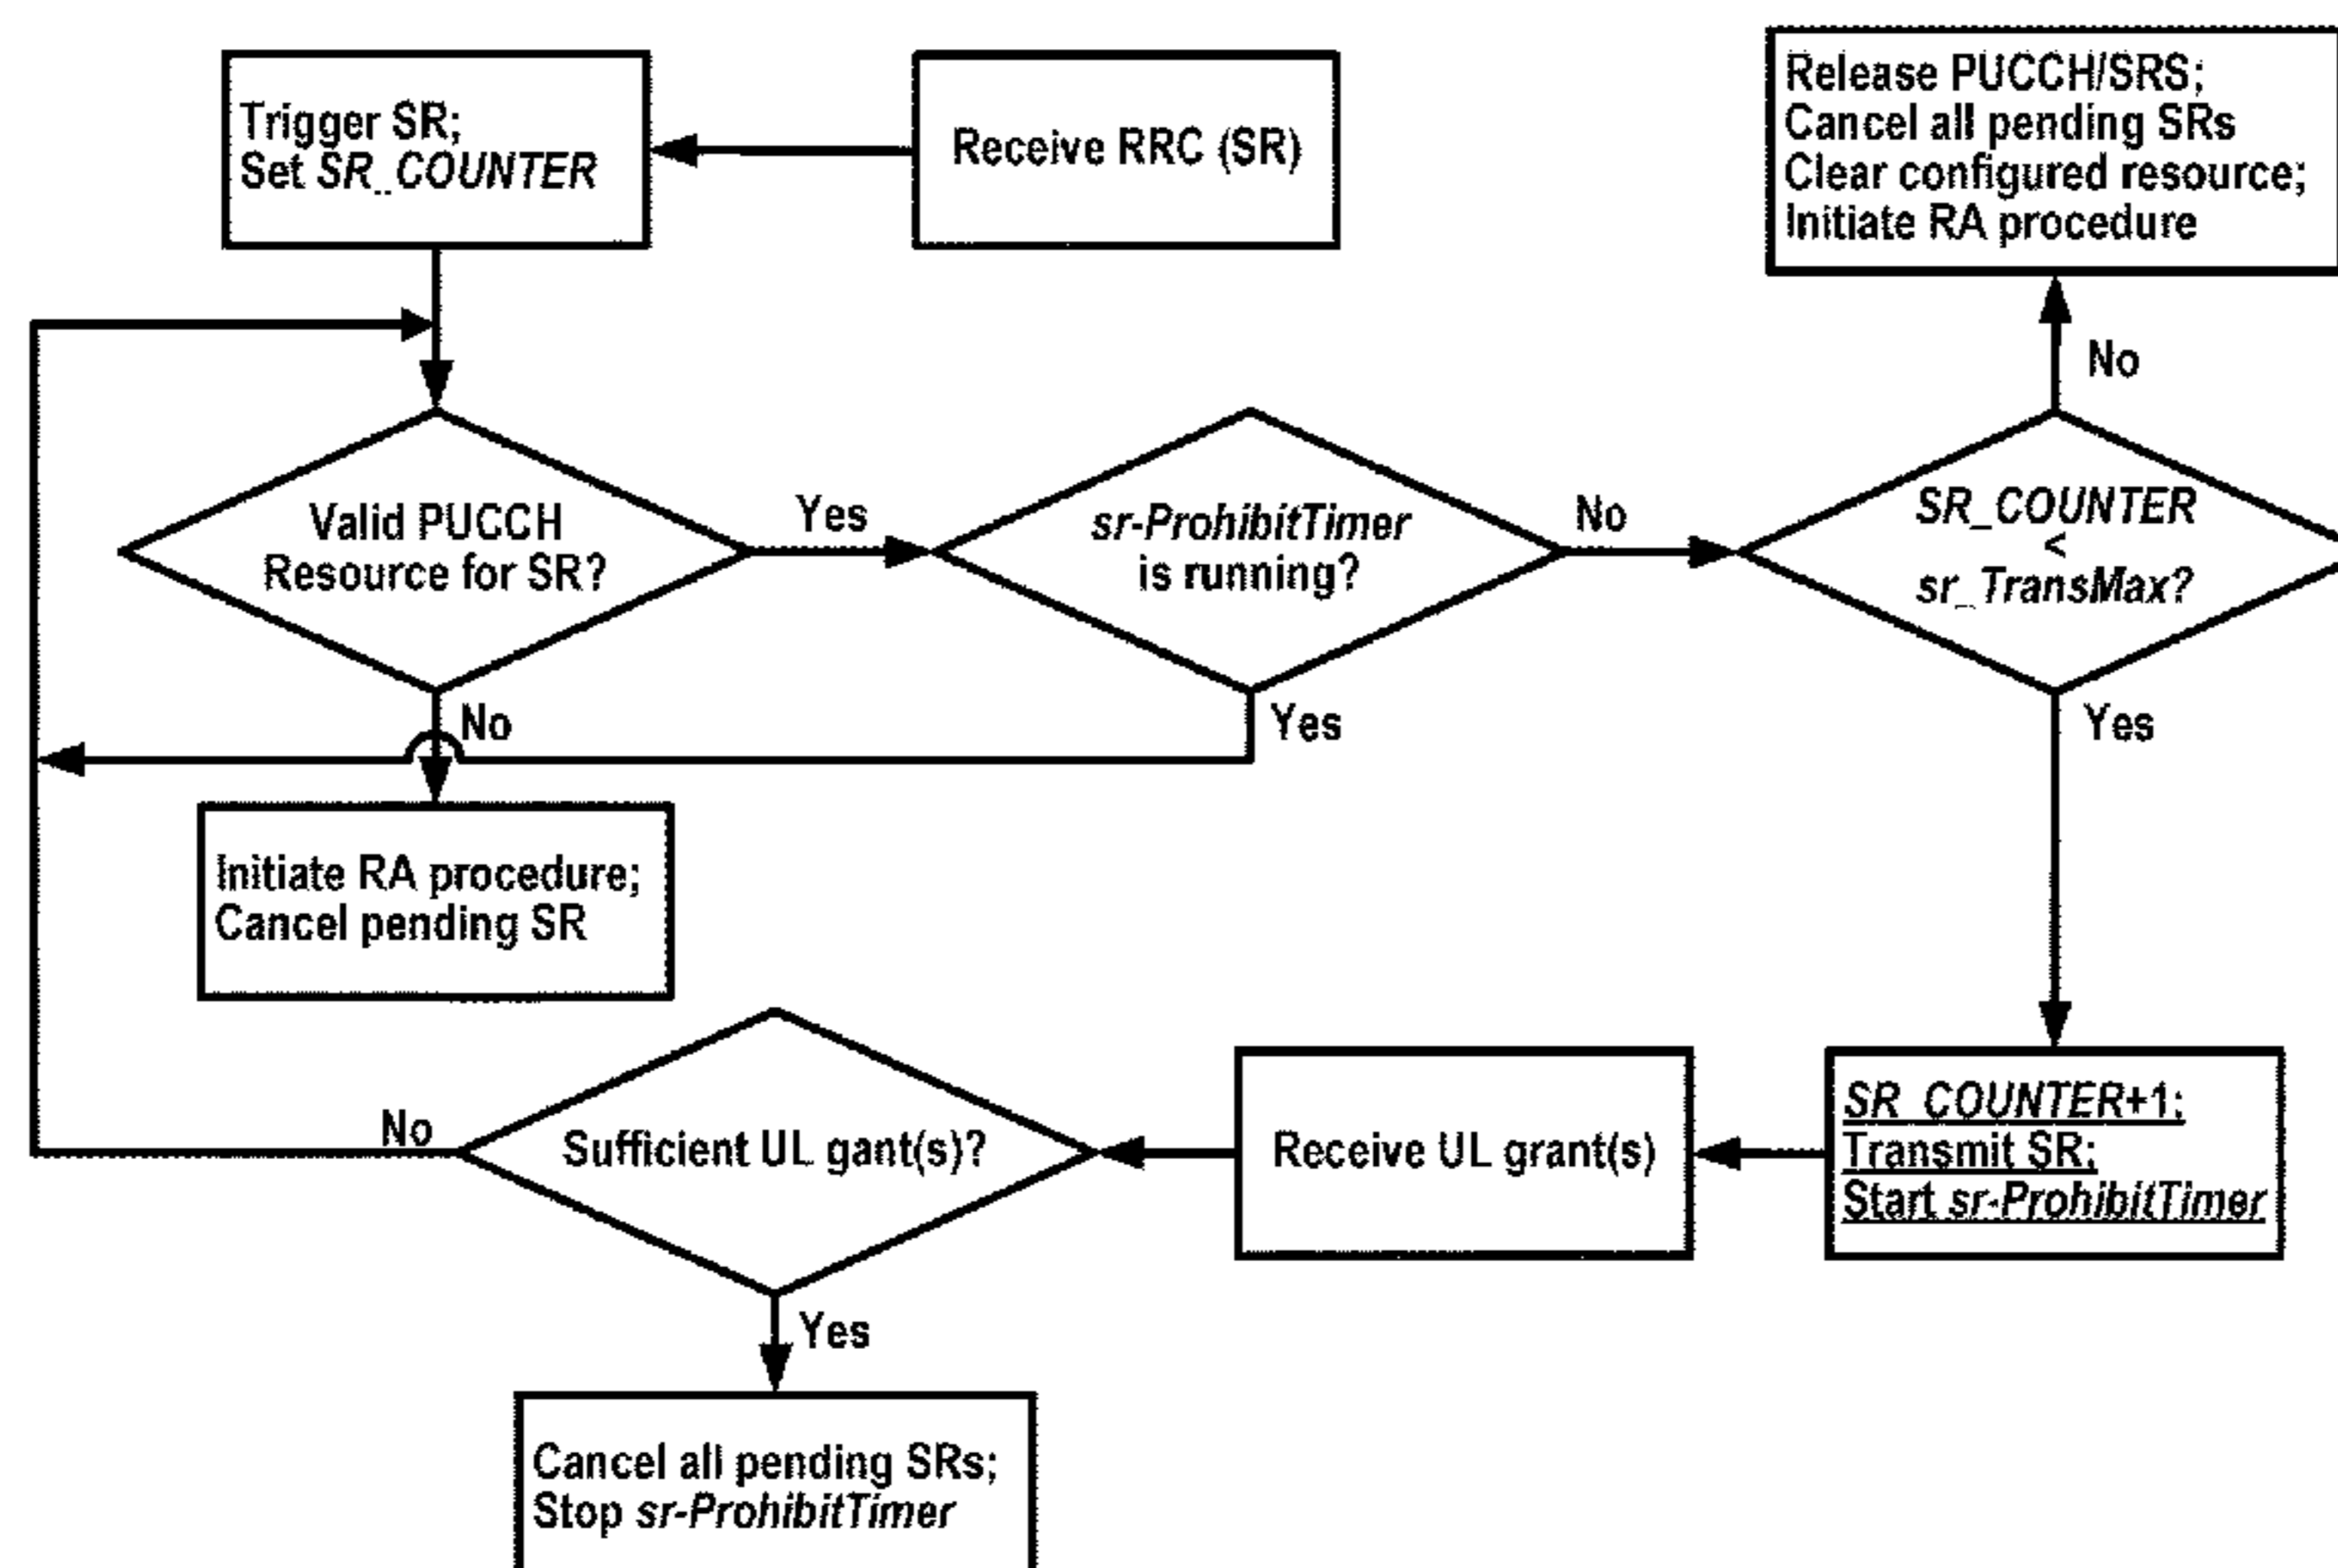 Trigger SR;
Set SR_COUNTER
Receive RRC (SR)
Release PUCCH/SRS;
Cancel all pending SRs
Clear configured resource;
Initiate RA procedure
No
Valid PUCCH
Resource for SR?
Yes
sr-ProhibitTimer
is running?
No
SR_COUNTER
<
sr_TransMax?
No
Yes
Yes
Initiate RA procedure;
Cancel pending SR
SR_COUNTER+1;
Transmit SR;
Start sr-ProhibitTimer
Receive UL grant(s)
Sufficient UL gant(s)?
No
Yes
Cancel all pending SRs;
Stop sr-ProhibitTimer